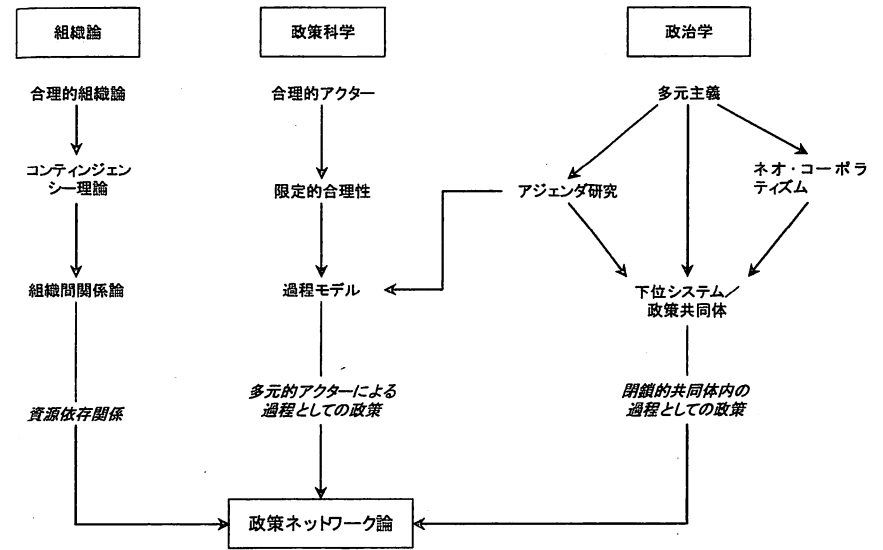 組織論
政策科学
政治学
合理的組織論
合理的アクター
多元主義
コンティンジェン
シー理論
限定的合理性
アジェンダ研究
ネオ・コーポラ
ティズム
組織間関係論
過程モデル
下位システム／
政策共同体
資源依存関係
多元的アクターによる
過程としての政策
閉鎖的共同体内の
過程としての政策
政策ネットワーク論